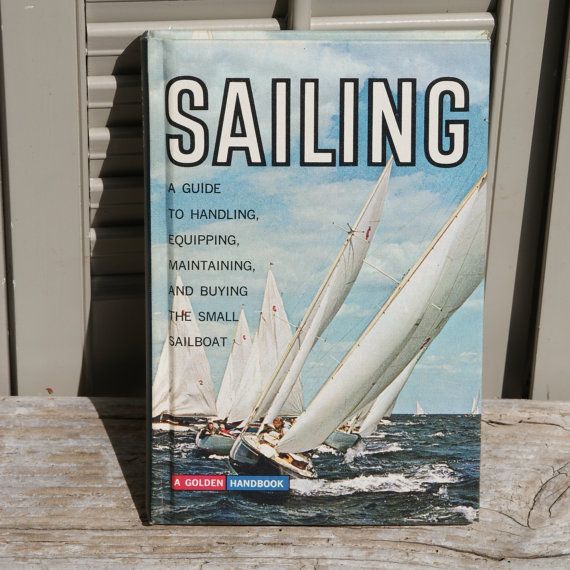 SAILING
A GUIDE
TO HANDLING,
EQUIPPING,
MAINTAINING,
AND BUYING
THE SMALL
SAILBOAT
A GOLDEN HANDBOOK